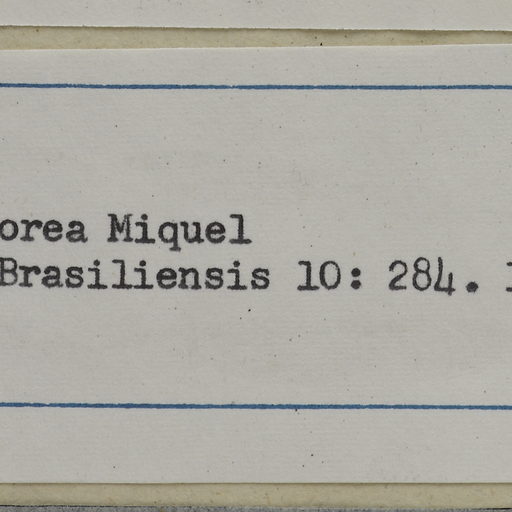 orea Miquel
Brasiliensis 10: 284.